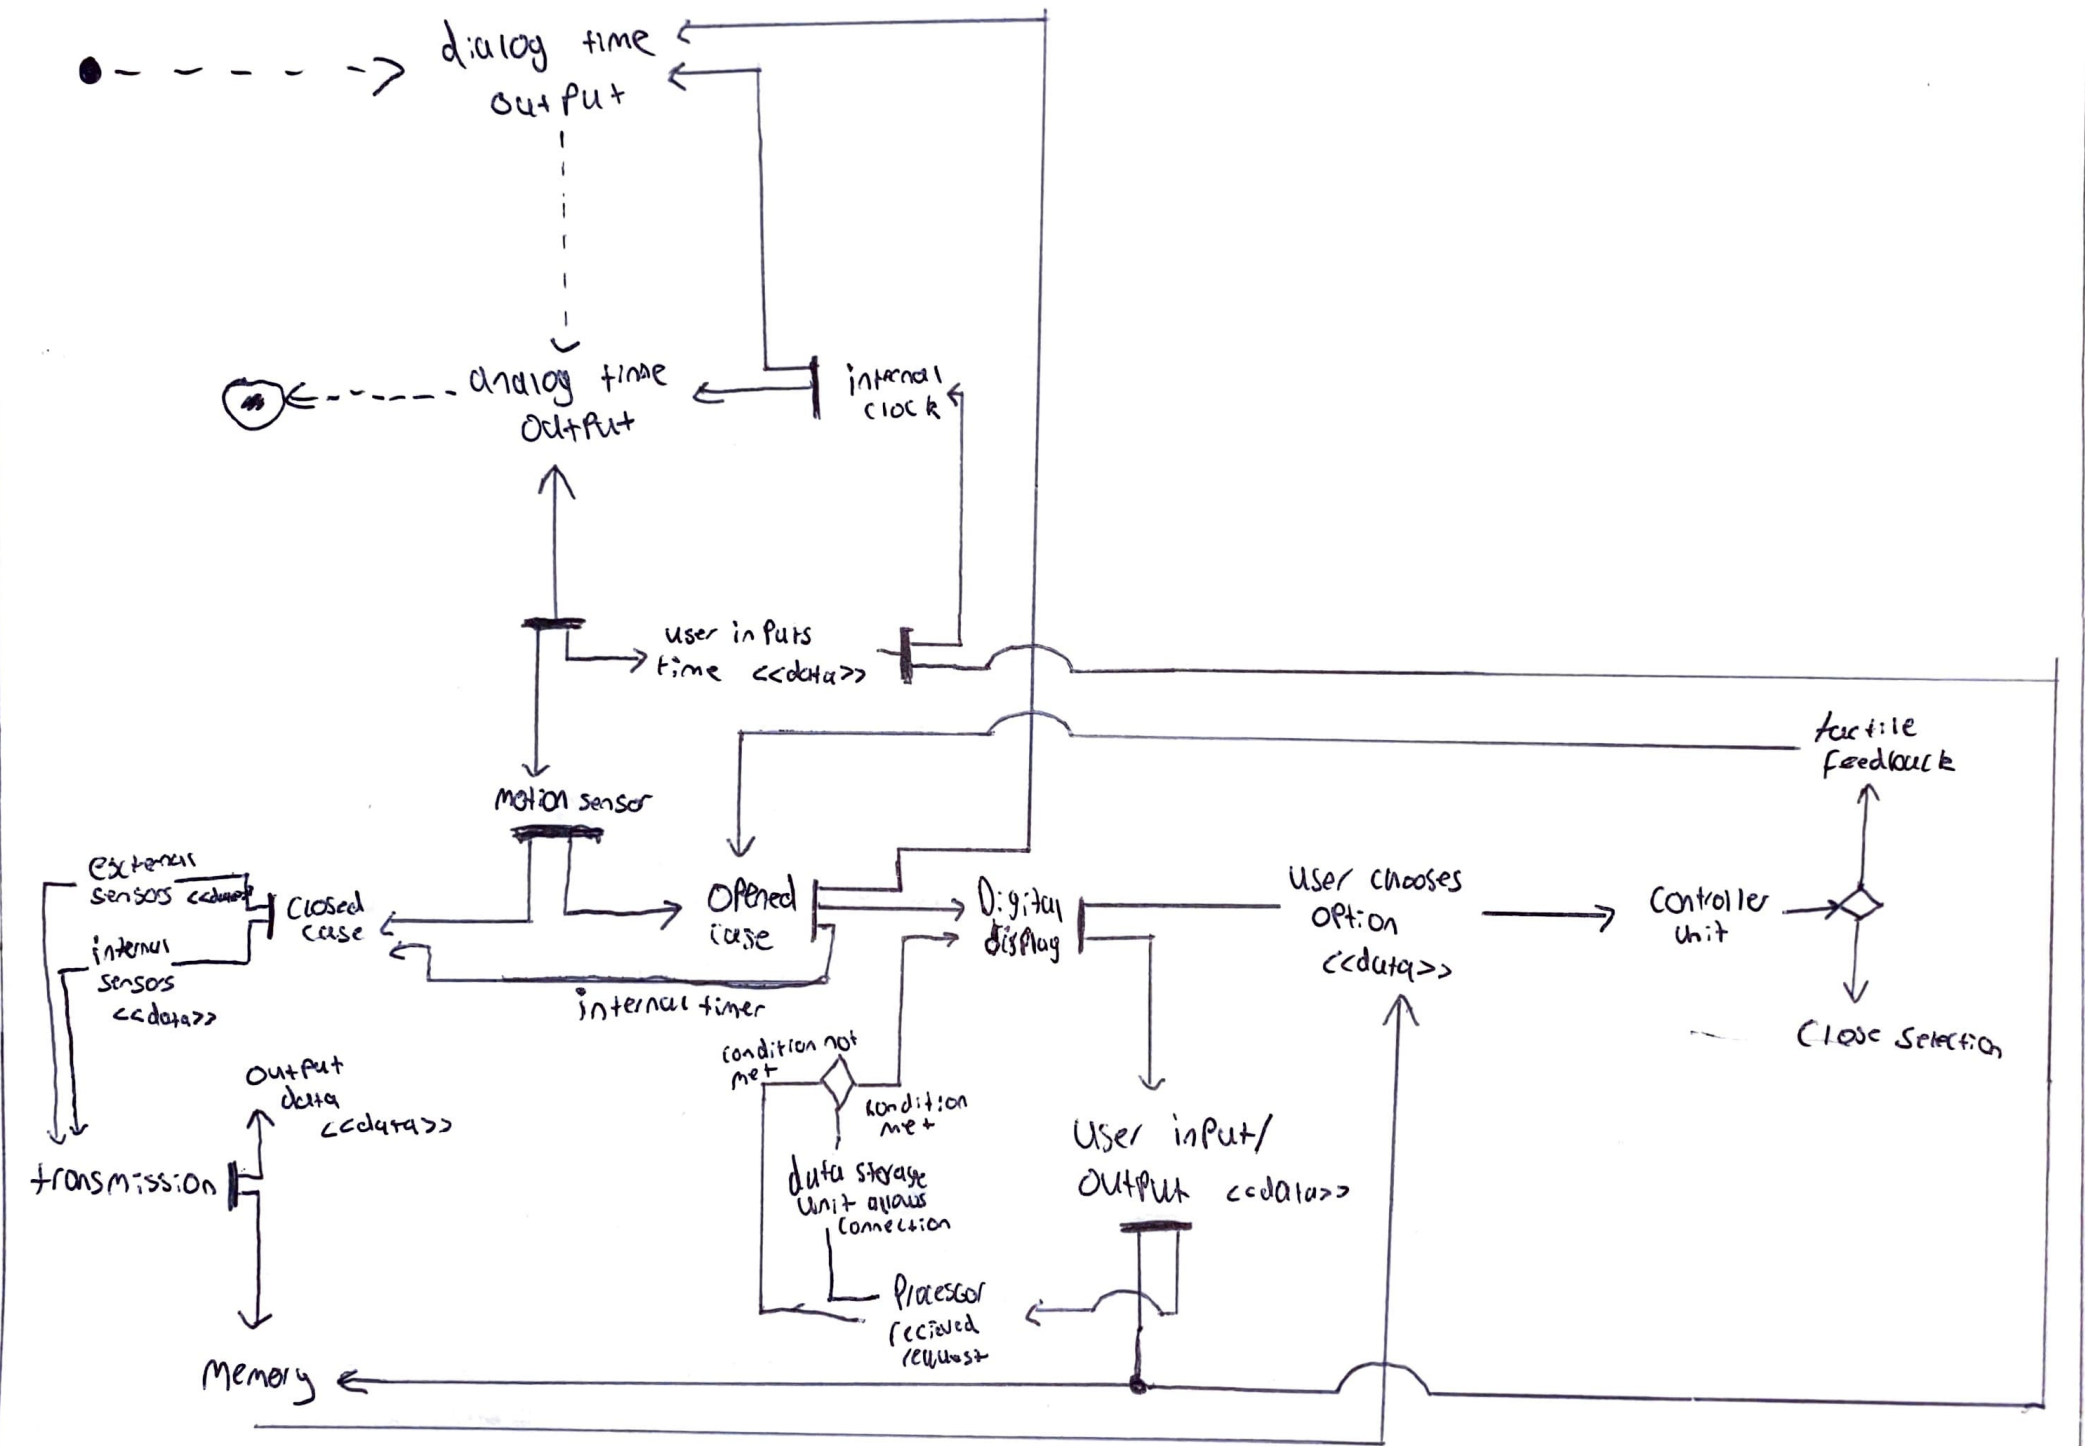 dialog time
output
analog time
output
internal
clock
user inputs
time <<data>>
tactile
feedback
motion sensor
external
sensors <<data>>
closed
case
opened
case
Digital
display
User chooses
option
<<data>>
controller
unit
internal
sensors
<<data>>
internal timer
close selection
output
data
<<data>>
condition not
met
condition
met
User input/
output <<data>>
transmission
data storage
unit allows
connection
Processor
recieved
request
Memory